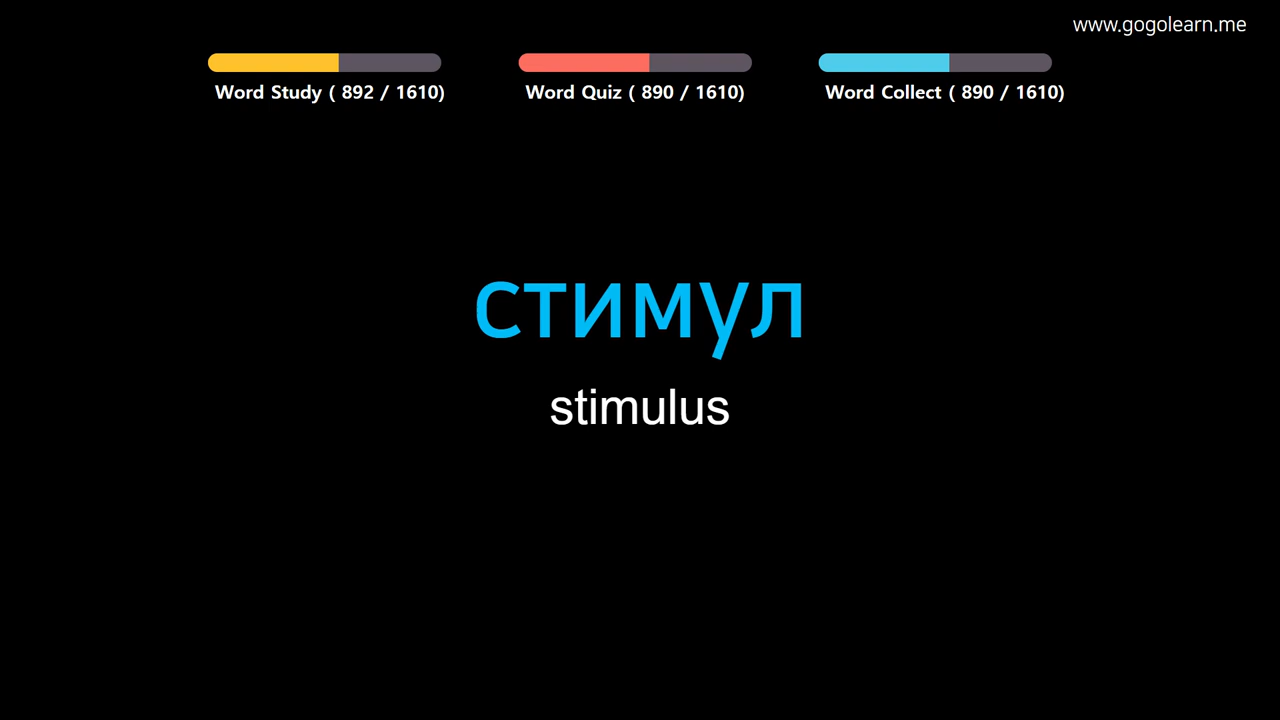 www.gogolearn.me
Word Study ( 892 / 1610)
Word Quiz ( 890 / 1610)
Word Collect ( 890 / 1610)
стимул
stimulus